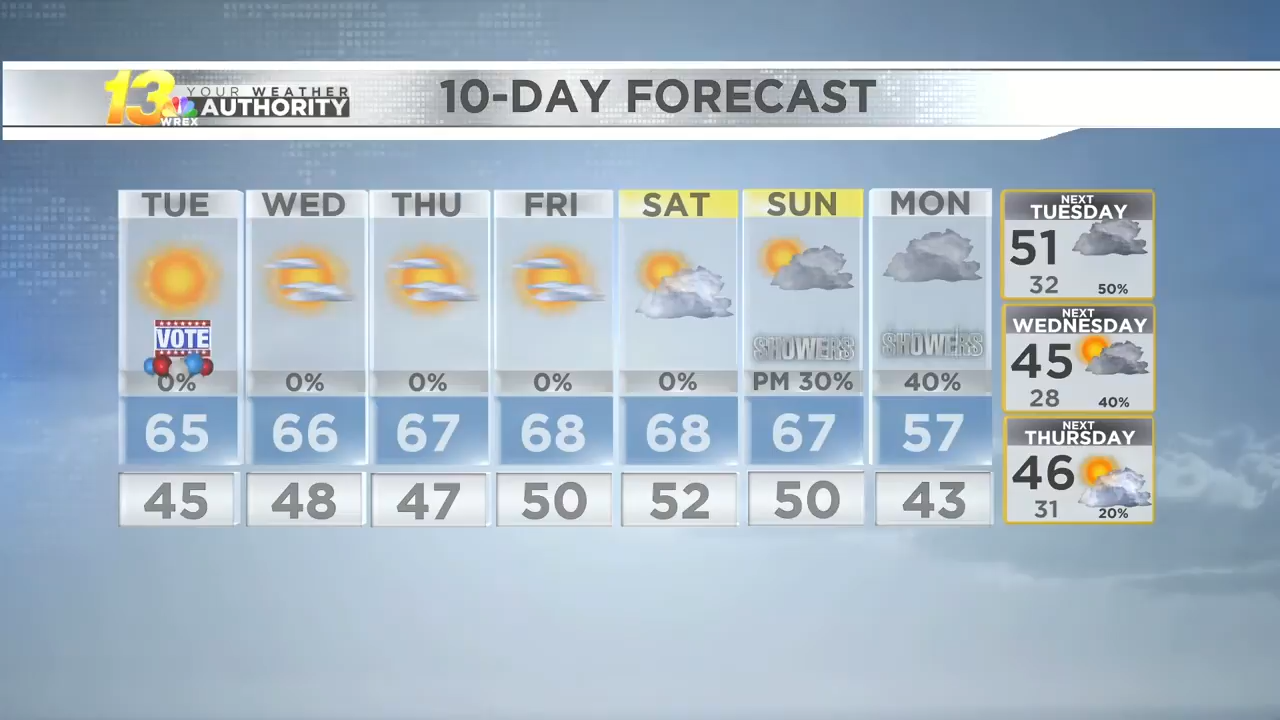 13 WREX
YOUR WEATHER
AUTHORITY
10-DAY FORECAST
TUE
VOTE
0%
65
45
WED
0%
66
48
THU
0%
67
47
FRI
0%
68
50
SAT
0%
68
52
SUN
SHOWERS
PM 30%
67
50
MON
SHOWERS
40%
57
43
NEXT
TUESDAY
51
32
50%
NEXT
WEDNESDAY
45
28
40%
NEXT
THURSDAY
46
31
20%